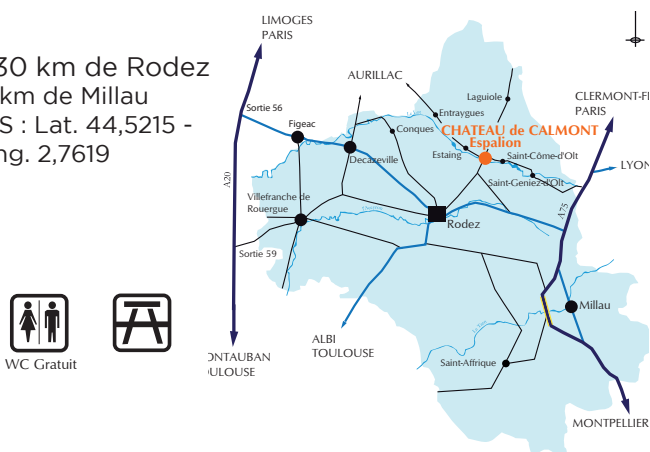 30 km de Rodez
km de Millau
S : Lat. 44,5215 -
ng. 2,7619
WC Gratuit
LIMOGES
PARIS
AURILLAC
Laguiole
CLERMONT-FE
PARIS
Sortie 56
Entraygues
Figeac
Conques
CHATEAU de CALMONT
Espalion
Estaing
Saint-Côme-d'Olt
Decazeville
LYON
Saint-Geniez-d'Olt
A20
Villefranche de
Rouergue
A75
Rodez
Sortie 59
Millau
ALBI
TOULOUSE
ONTAUBAN
OULOUSE
Saint-Affrique
MONTPELLIER